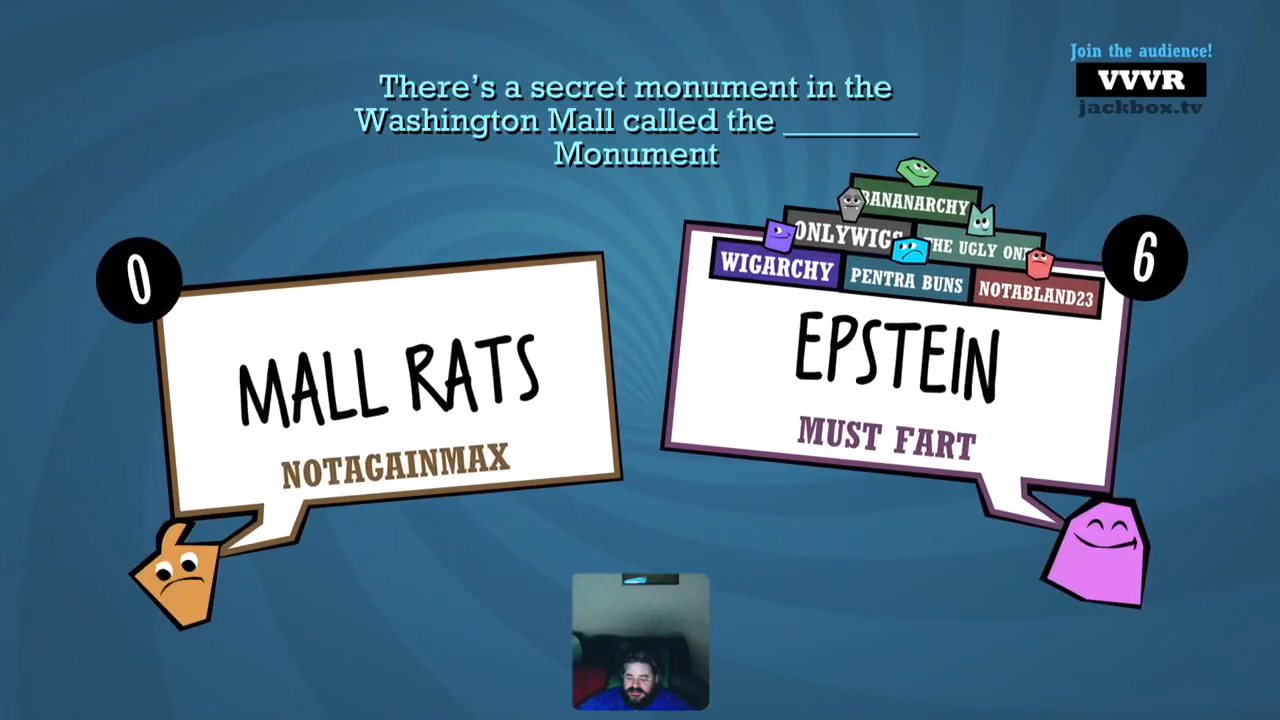 Join the audience!
VVVR
jackbox.tv
There's a secret monument in the
Washington Mall called the ________
Monument
0
MALL RATS
NOTAGAINMAX
BANANARCHY
ONLYWIGS
THE UGLY ONE
WIGARCHY
PENTRA BUNS
NOTABLAND23
6
EPSTEIN
MUST FART